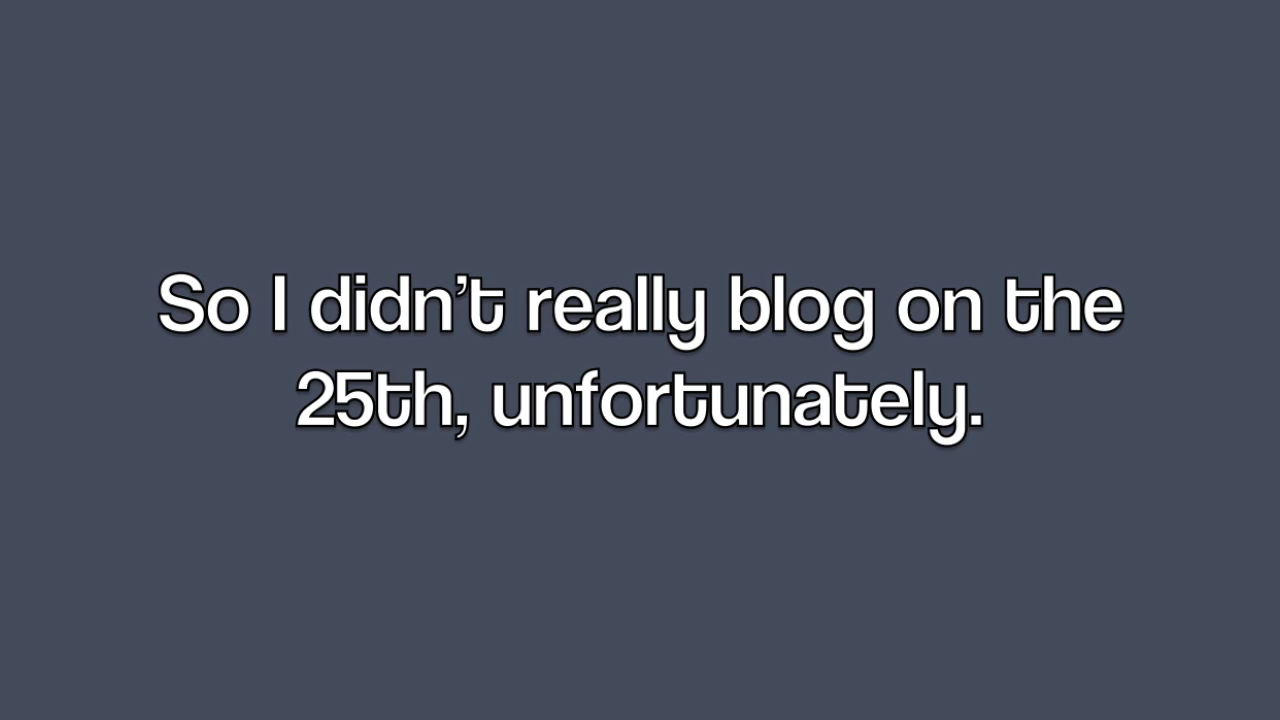 So I didn’t really blog on the
25th, unfortunately.